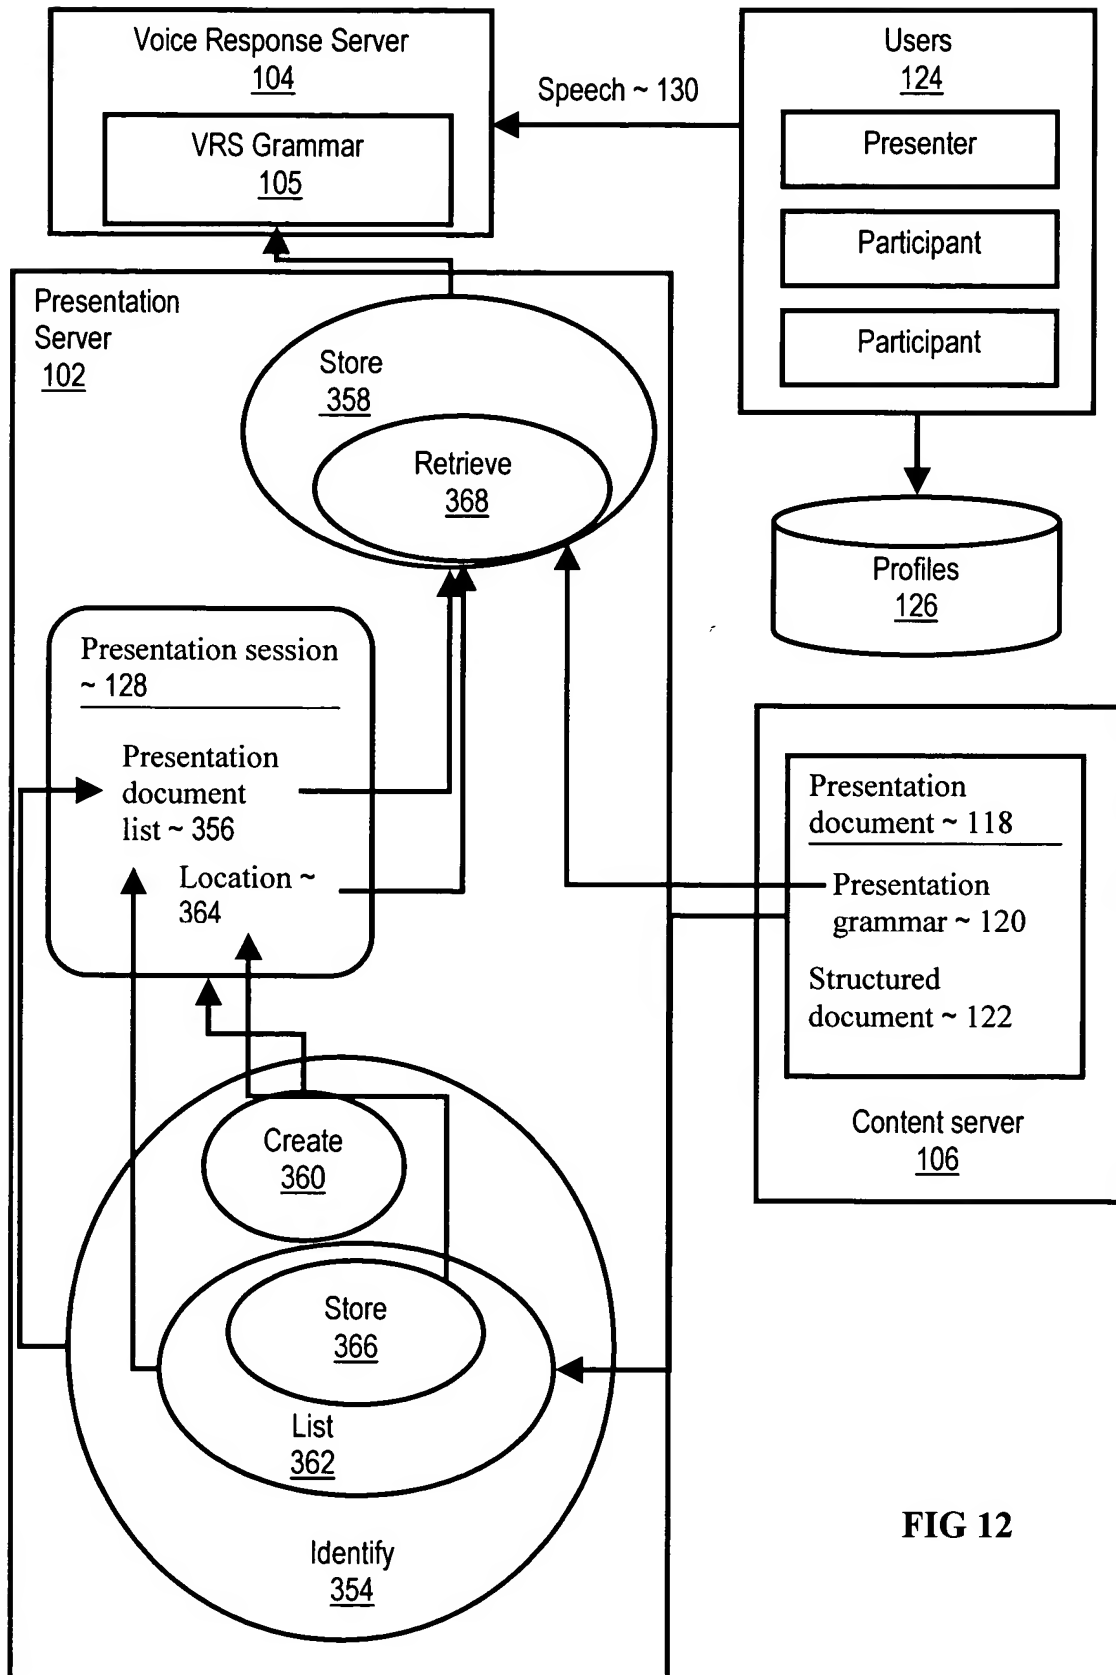 Voice Response Server
104
VRS Grammar
105
Speech ~ 130
Users
124
Presenter
Participant
Participant
Profiles
126
Presentation
Server
102
Store
358
Retrieve
368
Presentation session
~ 128
Presentation
document
list ~ 356
Location ~
364
Presentation
document ~ 118
Presentation
grammar ~ 120
Structured
document ~ 122
Content server
106
Create
360
Store
366
List
362
Identify
354
FIG 12